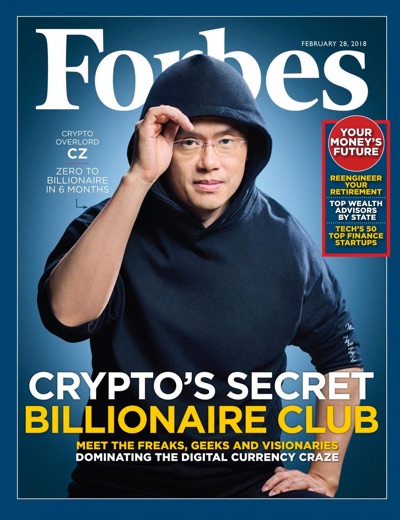 Forbes
FEBRUARY 28, 2018
CRYPTO
OVERLORD
CZ
ZERO TO
BILLIONAIRE
IN 6 MONTHS
YOUR
MONEY'S
FUTURE
REENGINEER
YOUR
RETIREMENT
TOP WEALTH
ADVISORS
BY STATE
TECH'S 50
TOP FINANCE
STARTUPS
CRYPTO'S SECRET
BILLIONAIRE CLUB
MEET THE FREAKS, GEEKS AND VISIONARIES
DOMINATING THE DIGITAL CURRENCY CRAZE